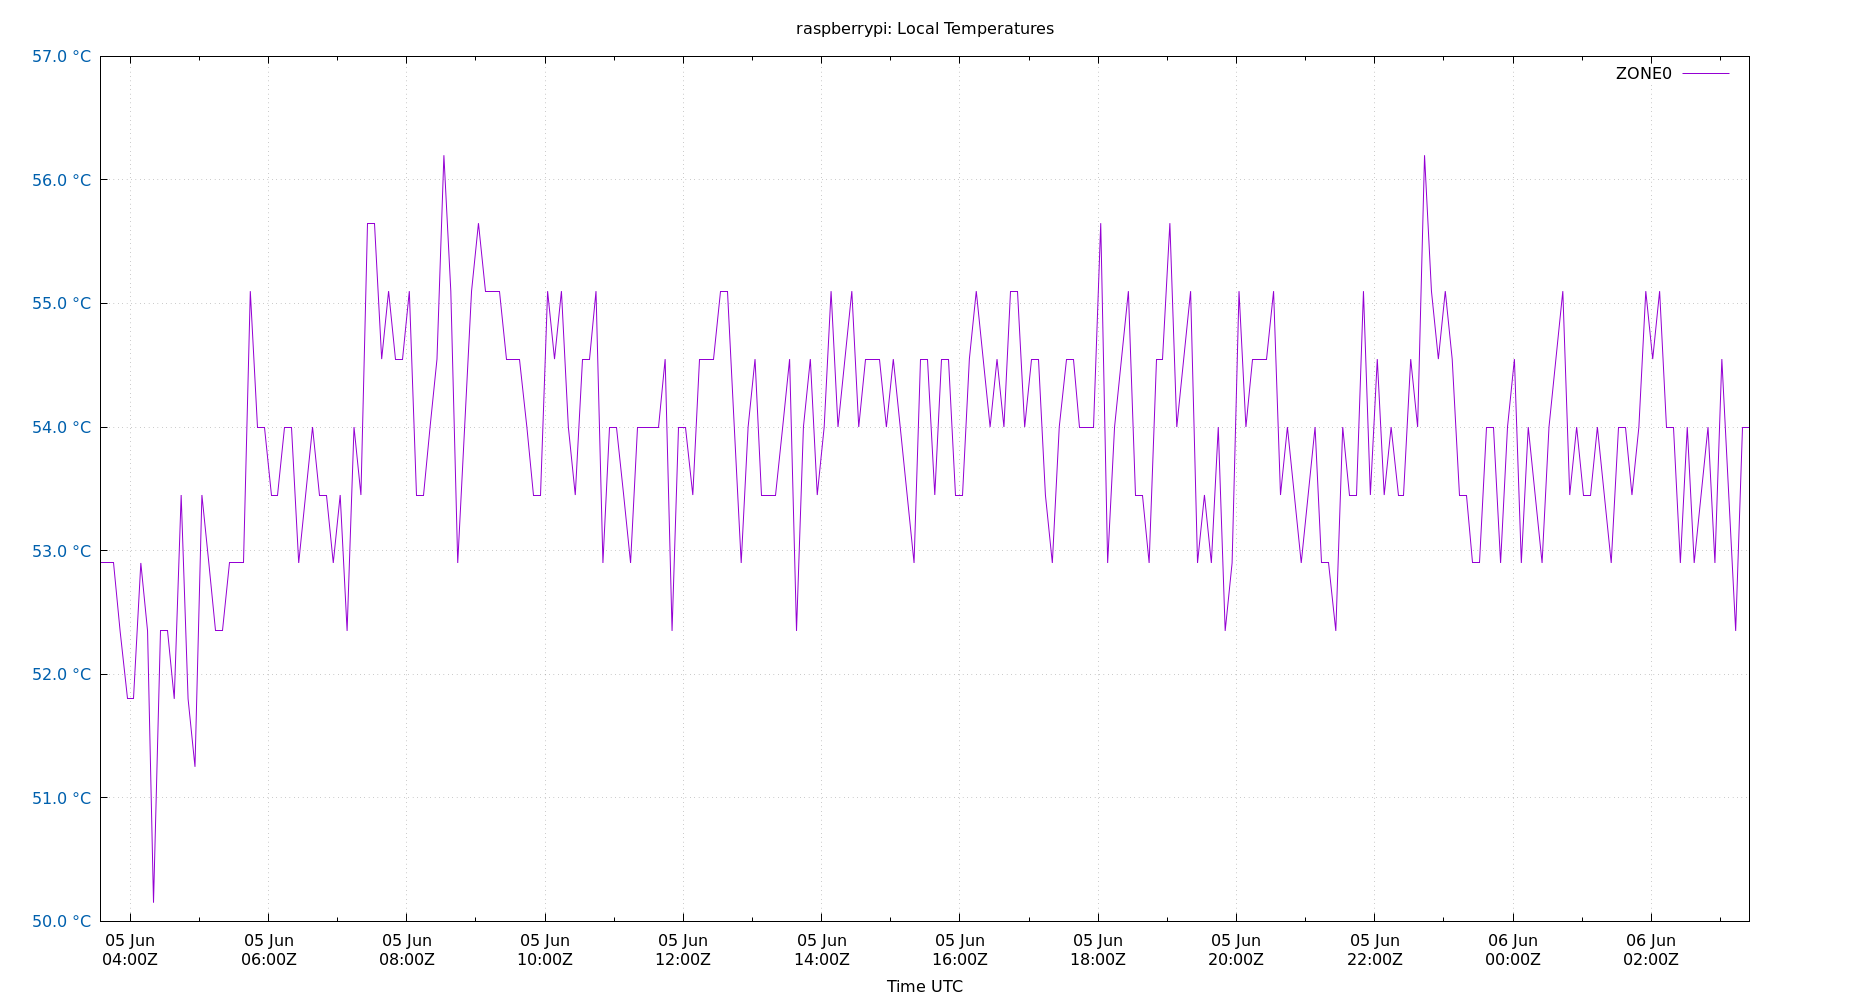 raspberrypi: Local Temperatures
57.0 °C
ZONE0
56.0 °C
55.0 °C
54.0 °C
53.0 °C
52.0 °C
51.0 °C
50.0 °C
05 Jun 05 Jun 05 Jun 05 Jun 05 Jun 05 Jun 05 Jun 05 Jun 05 Jun 05 Jun 06 Jun 06 Jun
04:00Z 06:00Z 08:00Z 10:00Z 12:00Z 14:00Z 16:00Z 18:00Z 20:00Z 22:00Z 00:00Z 02:00Z
Time UTC